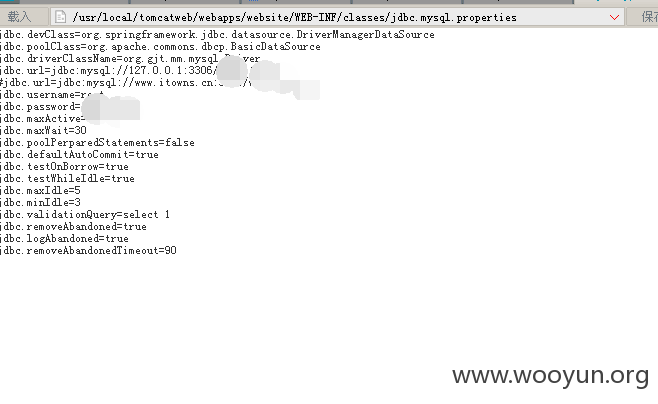 载入
/usr/local/tomcatweb/webapps/website/WEB-INF/classes/jdbc.mysql.properties
保存
jdbc.devClass=org.springframework.jdbc.datasource.DriverManagerDataSource
jdbc.poolClass=org.apache.commons.dbcp.BasicDataSource
jdbc.driverClassName=org.gjt.mm.mysql.Driver
jdbc.url=jdbc:mysql://127.0.0.1:3306/
#jdbc.url=jdbc:mysql://www.itowns.cn:
jdbc.username=root
jdbc.password=
jdbc.maxActive=
jdbc.maxWait=30
jdbc.poolPerparedStatements=false
jdbc.defaultAutoCommit=true
jdbc.testOnBorrow=true
jdbc.testWhileIdle=true
jdbc.maxIdle=5
jdbc.minIdle=3
jdbc.validationQuery=select 1
jdbc.removeAbandoned=true
jdbc.logAbandoned=true
jdbc.removeAbandonedTimeout=90
www.wooyun.org